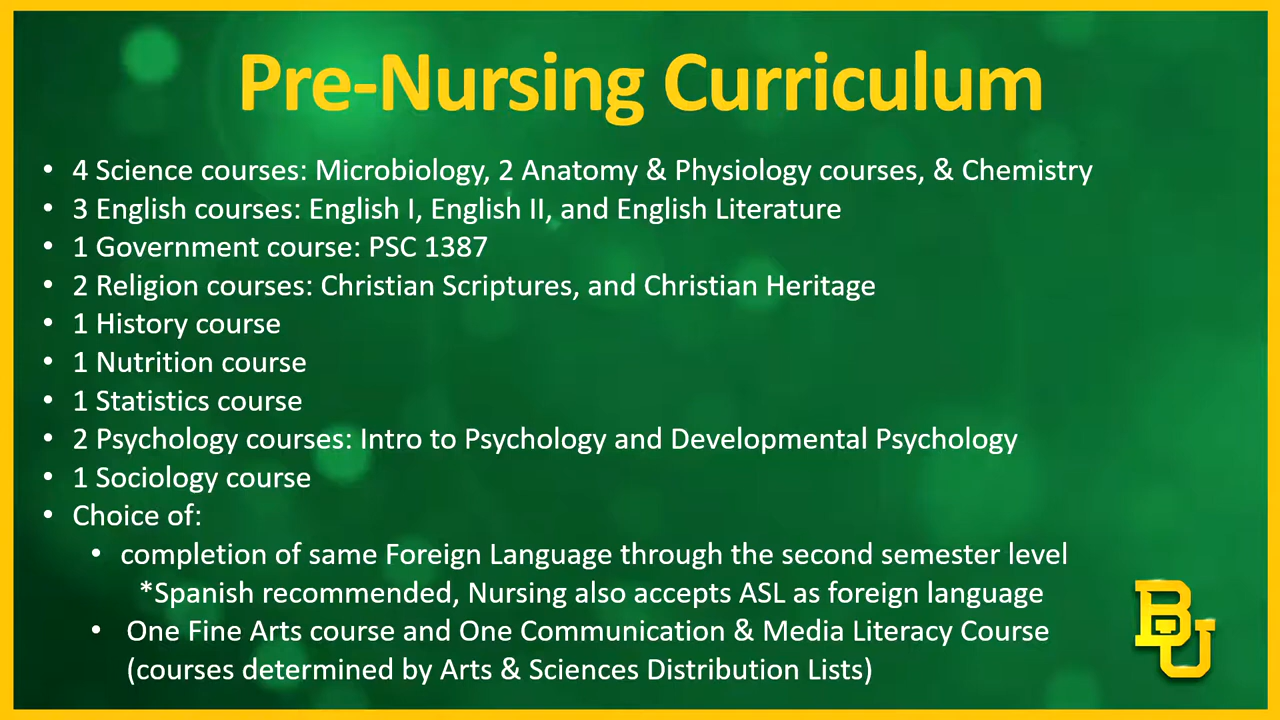 Pre-Nursing Curriculum
• 4 Science courses: Microbiology, 2 Anatomy & Physiology courses, & Chemistry
• 3 English courses: English I, English II, and English Literature
• 1 Government course: PSC 1387
• 2 Religion courses: Christian Scriptures, and Christian Heritage
• 1 History course
• 1 Nutrition course
• 1 Statistics course
• 2 Psychology courses: Intro to Psychology and Developmental Psychology
• 1 Sociology course
• Choice of:
• completion of same Foreign Language through the second semester level
*Spanish recommended, Nursing also accepts ASL as foreign language
• One Fine Arts course and One Communication & Media Literacy Course
(courses determined by Arts & Sciences Distribution Lists)
BU